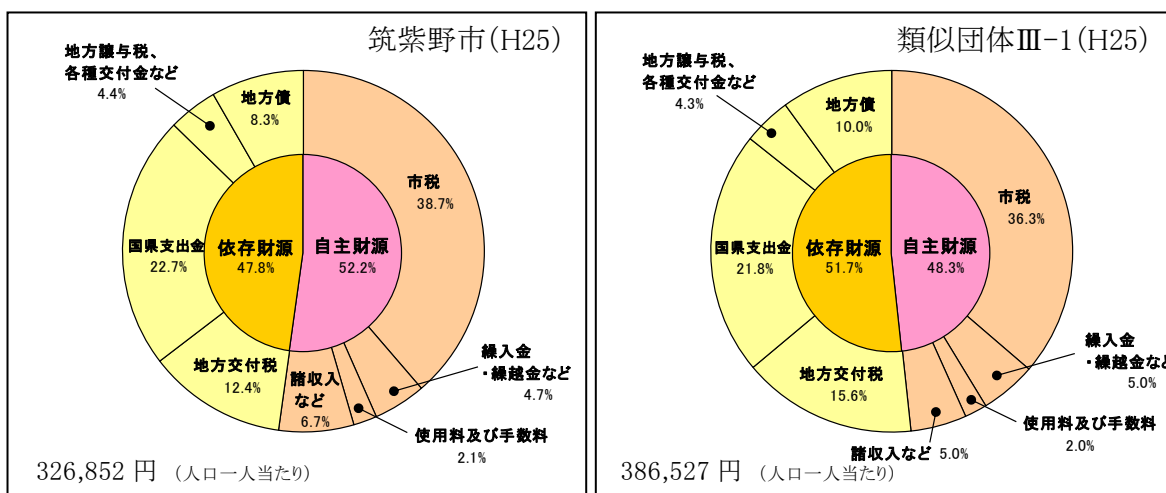 筑紫野市(H25)
地方譲与税、
各種交付金など
4.4%
地方債
8.3%
市税
38.7%
国県支出金
22.7%
依存財源
47.8%
自主財源
52.2%
地方交付税
12.4%
諸収入
など
6.7%
繰入金
・繰越金など
4.7%
使用料及び手数料
2.1%
326,852 円 (人口一人当たり)
類似団体Ⅲ-1(H25)
地方譲与税、
各種交付金など
4.3%
地方債
10.0%
市税
36.3%
国県支出金
21.8%
依存財源
51.7%
自主財源
48.3%
地方交付税
15.6%
繰入金
・繰越金など
5.0%
使用料及び手数料
2.0%
諸収入など 5.0%
386,527 円 (人口一人当たり)